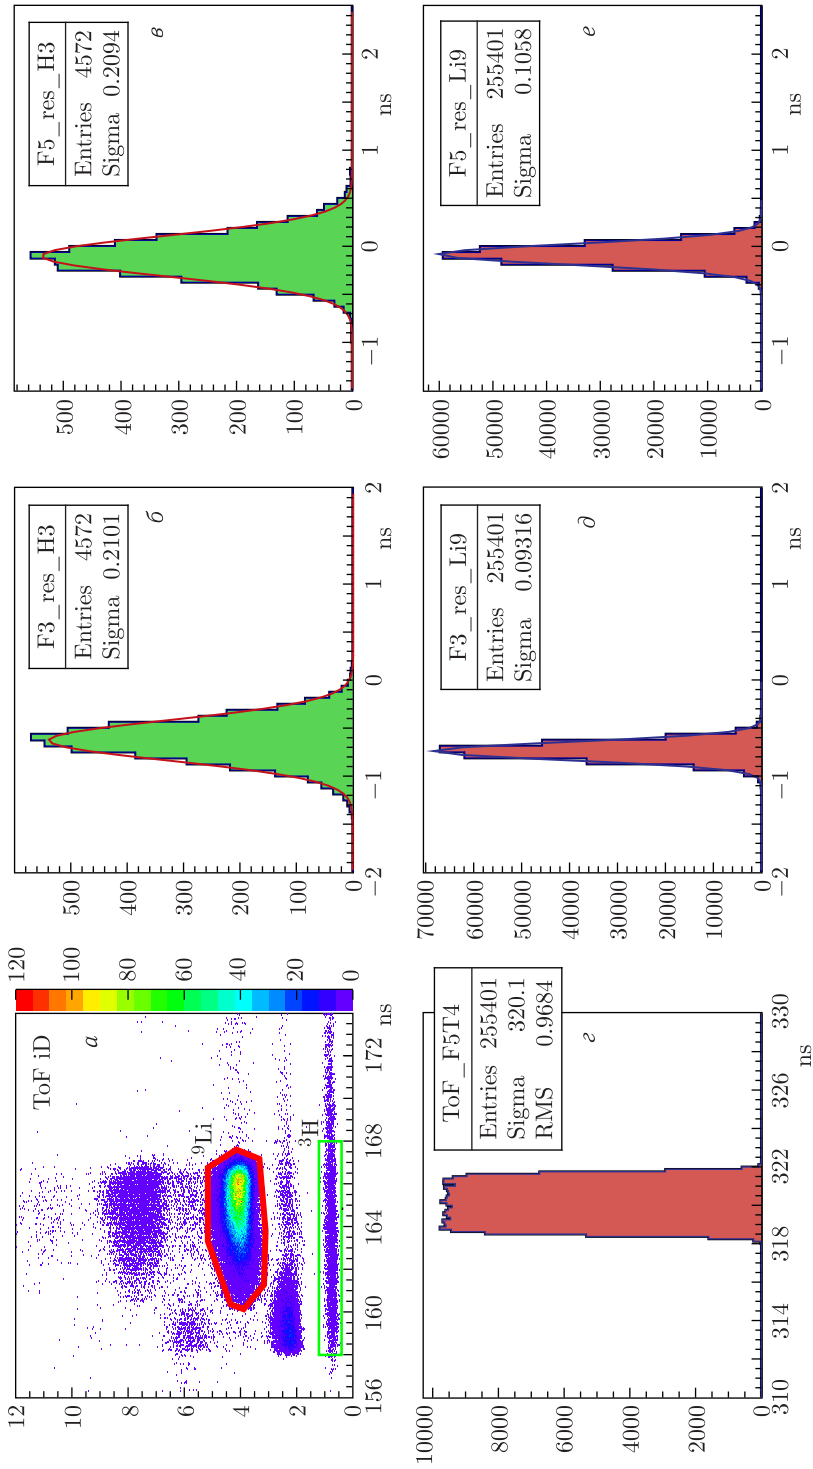 ToF iD
а
⁹Li
³H
120
100
80
60
40
20
0
12
10
8
6
4
2
0
156
160
164
168
172
ns
F3_res_H3
Entries 4572
Sigma 0.2101
б
500
400
300
200
100
0
−2
−1
0
1
2
ns
F5_res_H3
Entries 4572
Sigma 0.2094
в
500
400
300
200
100
0
−1
0
1
2
ns
ToF_F5T4
Entries 255401
Sigma 320.1
RMS 0.9684
г
10000
8000
6000
4000
2000
0
310
314
318
322
326
330
ns
F3_res_Li9
Entries 255401
Sigma 0.09316
д
70000
60000
50000
40000
30000
20000
10000
0
−2
−1
0
1
2
ns
F5_res_Li9
Entries 255401
Sigma 0.1058
е
60000
50000
40000
30000
20000
10000
0
−1
0
1
2
ns